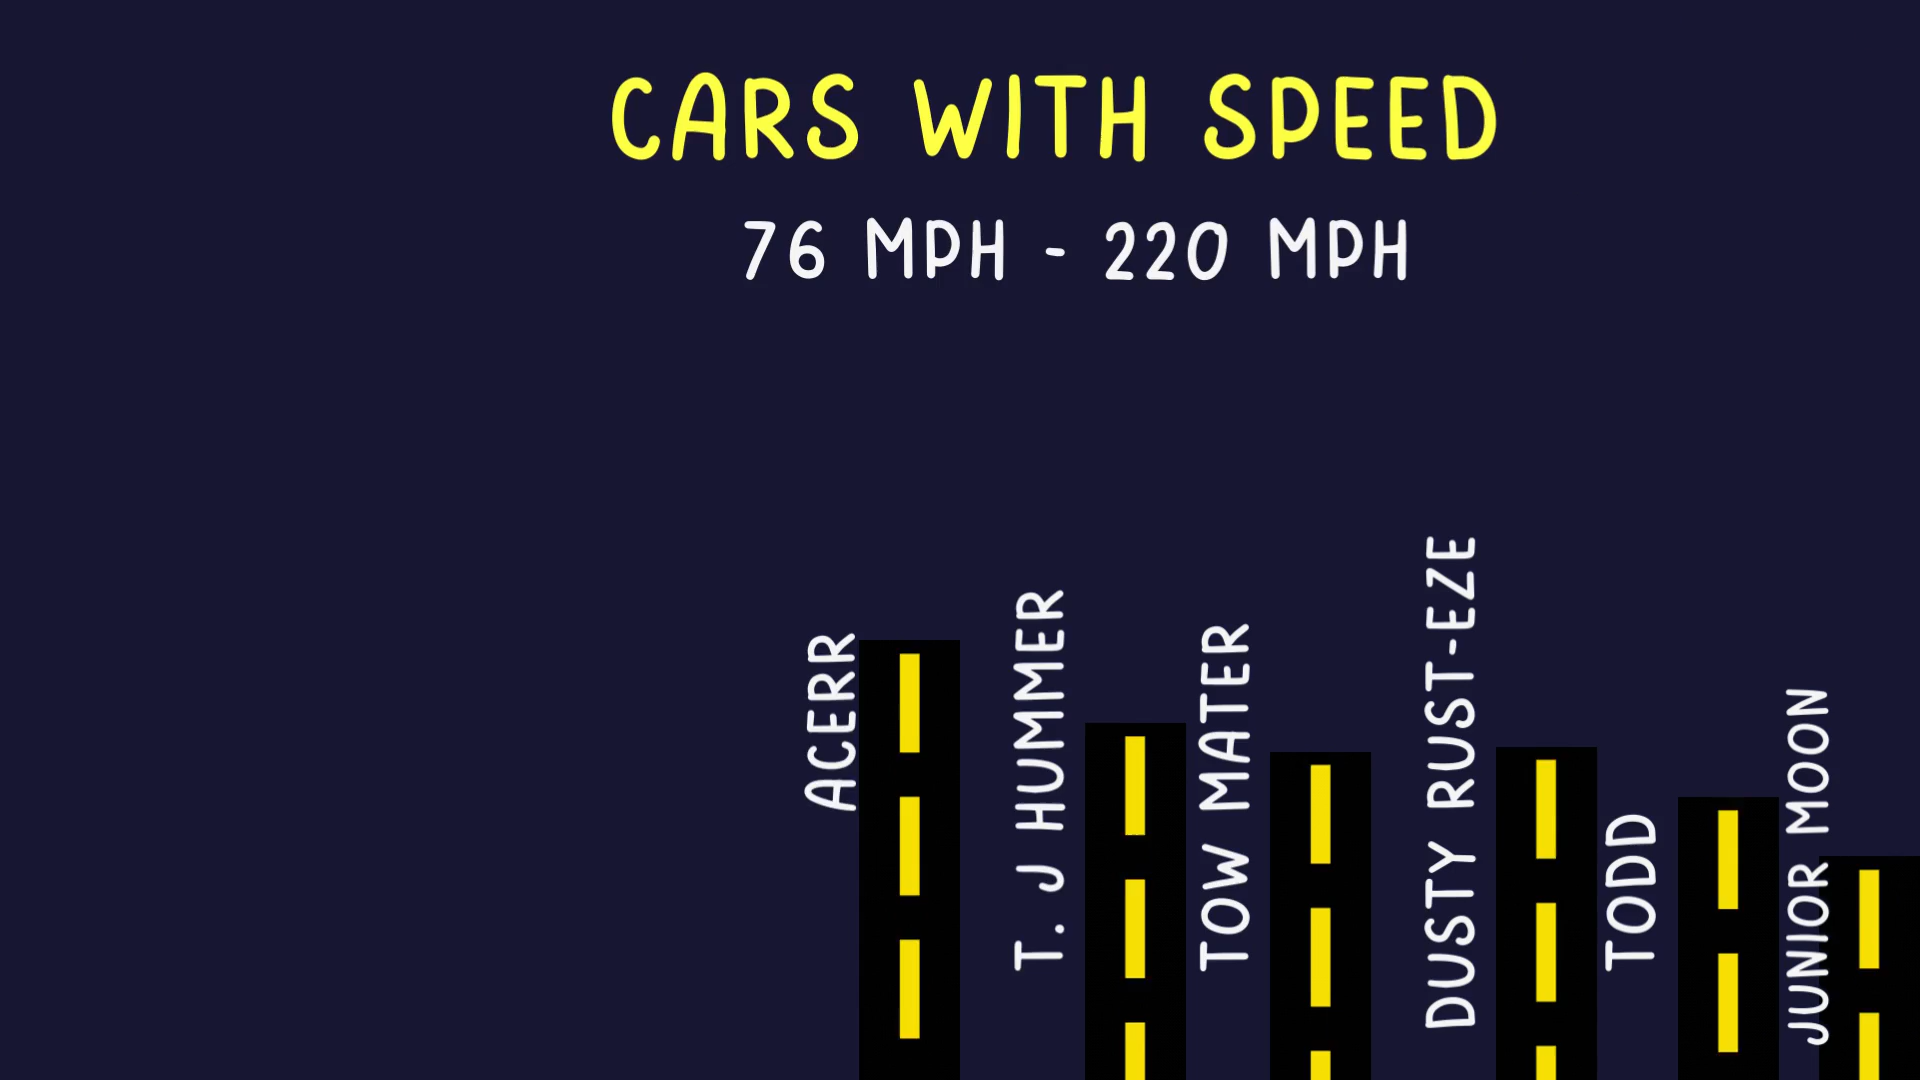 CARS WITH SPEED
76 MPH - 220 MPH
ACERR
T. J HUMMER
TOW MATER
DUSTY RUST-EZE
TODD
JUNIOR MOON